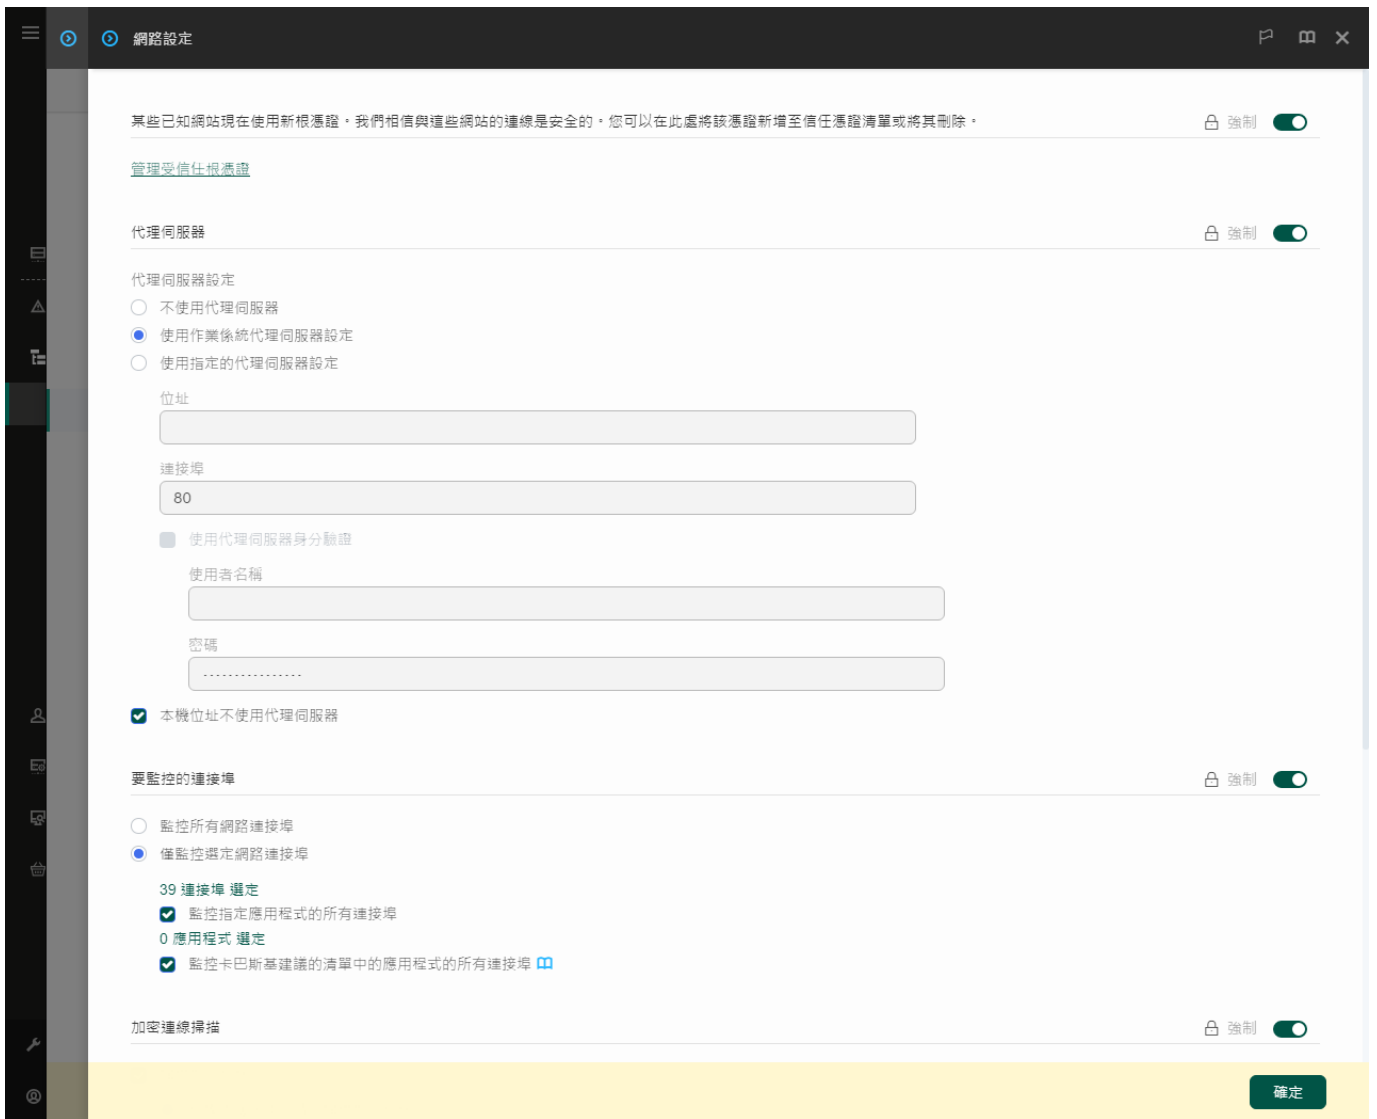 網路設定
某些已知網站現在使用新根憑證。我們相信與這些網站的連線是安全的。您可以在此處將該憑證新增至信任憑證清單或將其刪除。
強制
管理受信任根憑證
代理伺服器
強制
代理伺服器設定
不使用代理伺服器
使用作業係統代理伺服器設定
使用指定的代理伺服器設定
位址
連接埠
80
使用代理伺服器身分驗證
使用者名稱
密碼
----------------
本機位址不使用代理伺服器
要監控的連接埠
強制
監控所有網路連接埠
僅監控選定網路連接埠
39 連接埠 選定
監控指定應用程式的所有連接埠
0 應用程式 選定
監控卡巴斯基建議的清單中的應用程式的所有連接埠
加密連線掃描
強制
確定